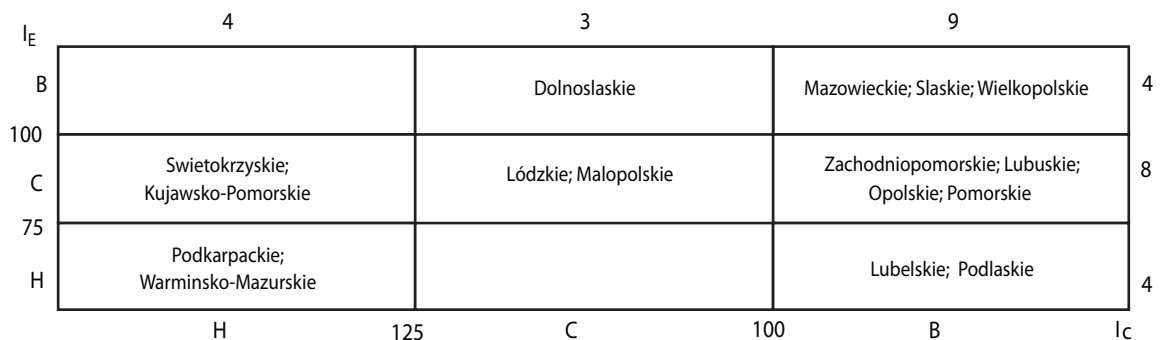 4 3 9
I_E
B Dolnoslaskie Mazowieckie; Slaskie; Wielkopolskie 4
100
Swietokrzyskie; Zachodniopomorskie; Lubuskie;
C Lódzkie; Malopolskie 8
Kujawsko-Pomorskie Opolskie; Pomorskie
75
Podkarpackie;
H Lubelskie; Podlaskie 4
Warminsko-Mazurskie
H 125 C 100 B I_c